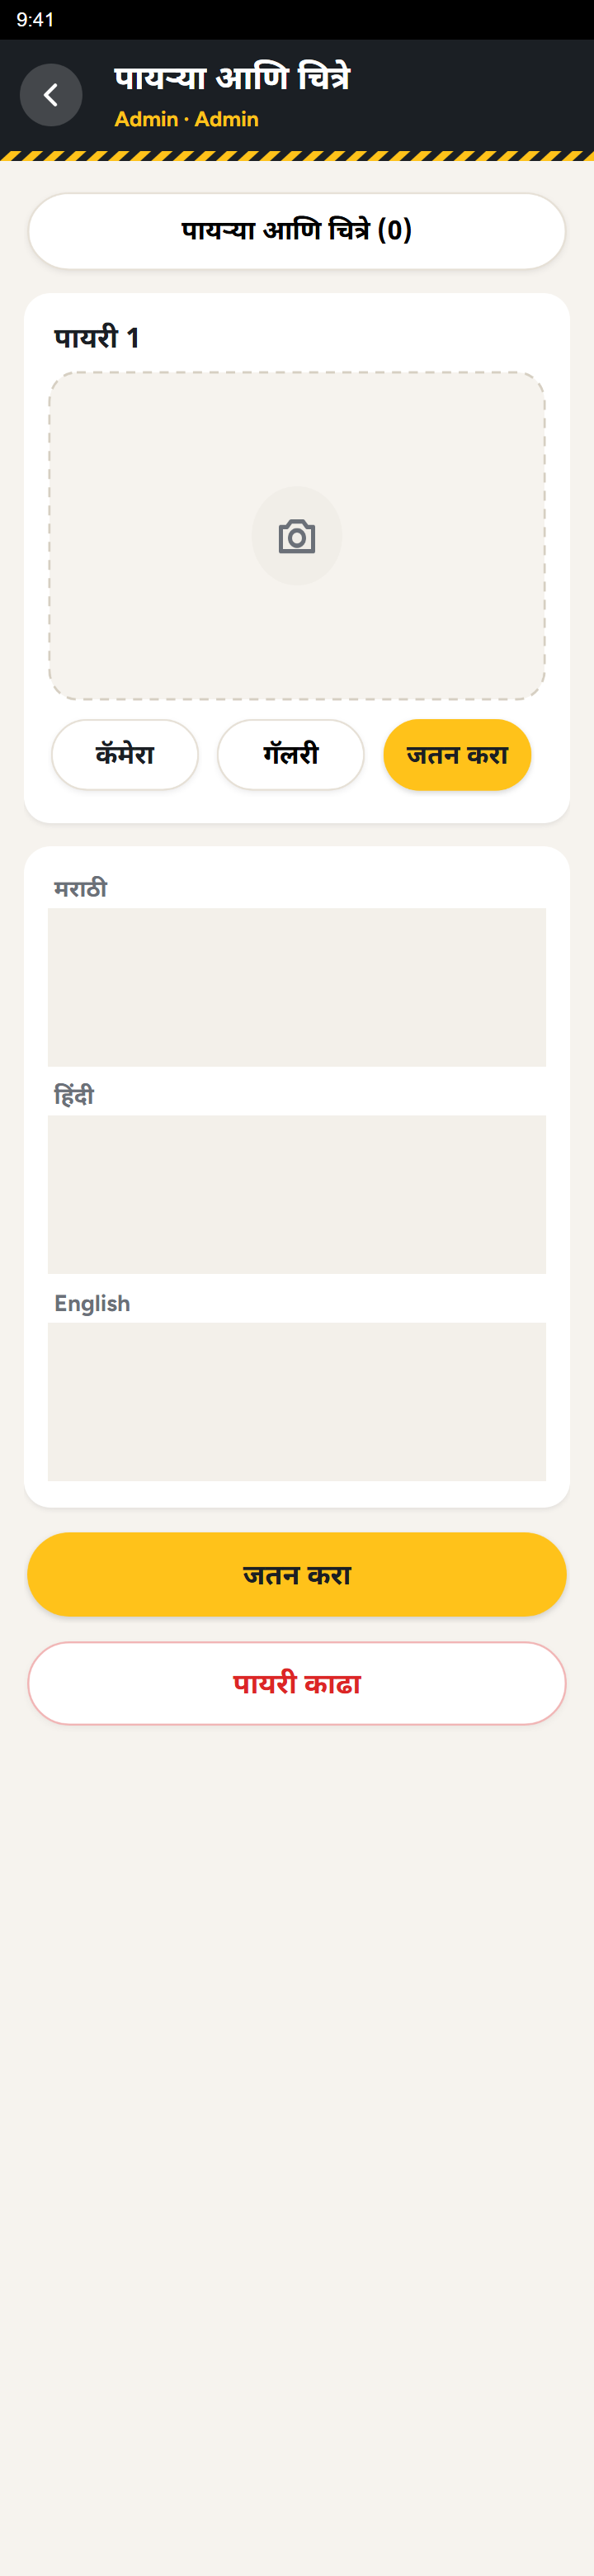 9:41
पायऱ्या आणि चित्रे
Admin · Admin
पायऱ्या आणि चित्रे (0)
पायरी 1
कॅमेरा
गॅलरी
जतन करा
मराठी
हिंदी
English
जतन करा
पायरी काढा